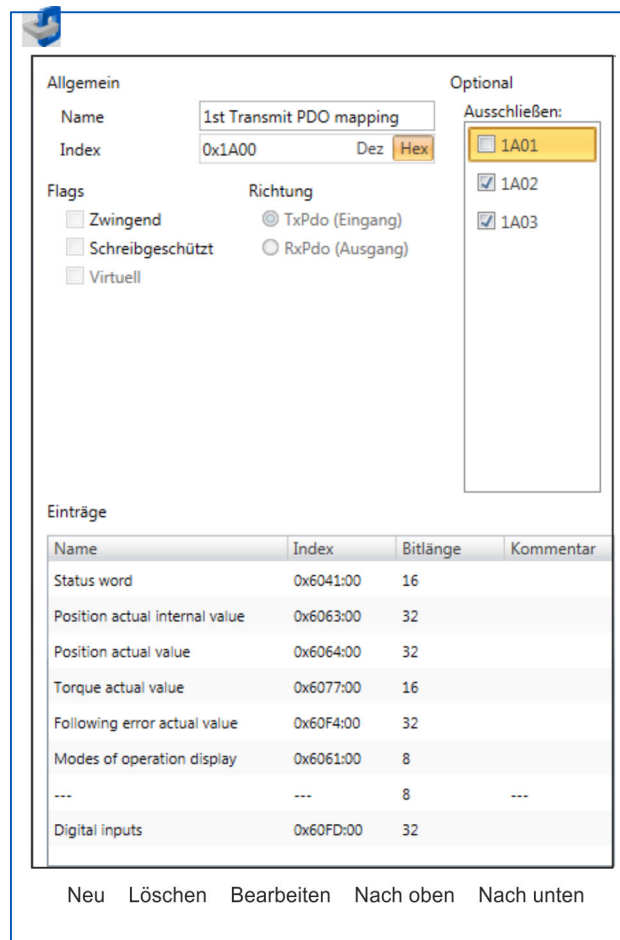 Allgemein
Name 1st Transmit PDO mapping
Index 0x1A00 Dez Hex
Flags
Zwingend
Schreibgeschützt
Virtuell
Richtung
TxPdo (Eingang)
RxPdo (Ausgang)
Optional
Ausschließen:
1A01
1A02
1A03
Einträge
Name Index Bitlänge Kommentar
Status word 0x6041:00 16
Position actual internal value 0x6063:00 32
Position actual value 0x6064:00 32
Torque actual value 0x6077:00 16
Following error actual value 0x60F4:00 32
Modes of operation display 0x6061:00 8
--- --- 8 ---
Digital inputs 0x60FD:00 32
Neu Löschen Bearbeiten Nach oben Nach unten